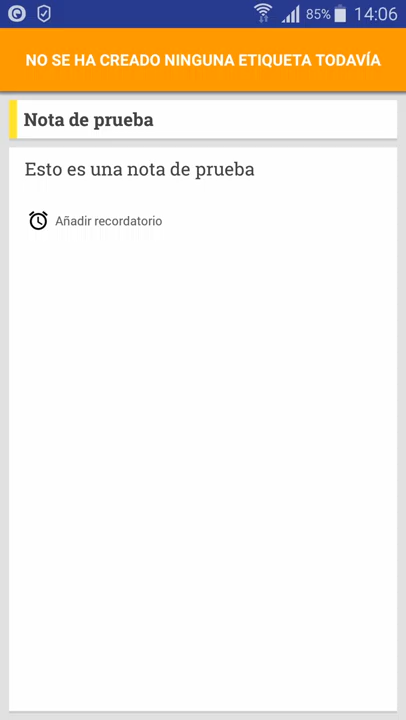 85% 14:06
NO SE HA CREADO NINGUNA ETIQUETA TODAVÍA
Nota de prueba
Esto es una nota de prueba
Añadir recordatorio